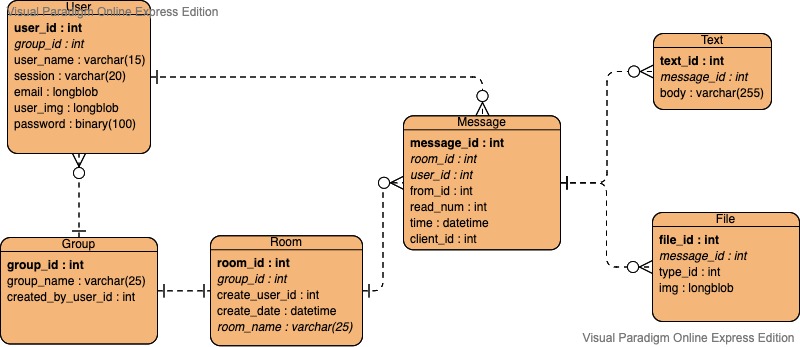 Visual Paradigm Online Express Edition
User
user_id : int
group_id : int
user_name : varchar(15)
session : varchar(20)
email : longblob
user_img : longblob
password : binary(100)
Text
text_id : int
message_id : int
body : varchar(255)
Message
message_id : int
room_id : int
user_id : int
from_id : int
read_num : int
time : datetime
client_id : int
Group
group_id : int
group_name : varchar(25)
created_by_user_id : int
Room
room_id : int
group_id : int
create_user_id : int
create_date : datetime
room_name : varchar(25)
File
file_id : int
message_id : int
type_id : int
img : longblob
Visual Paradigm Online Express Edition